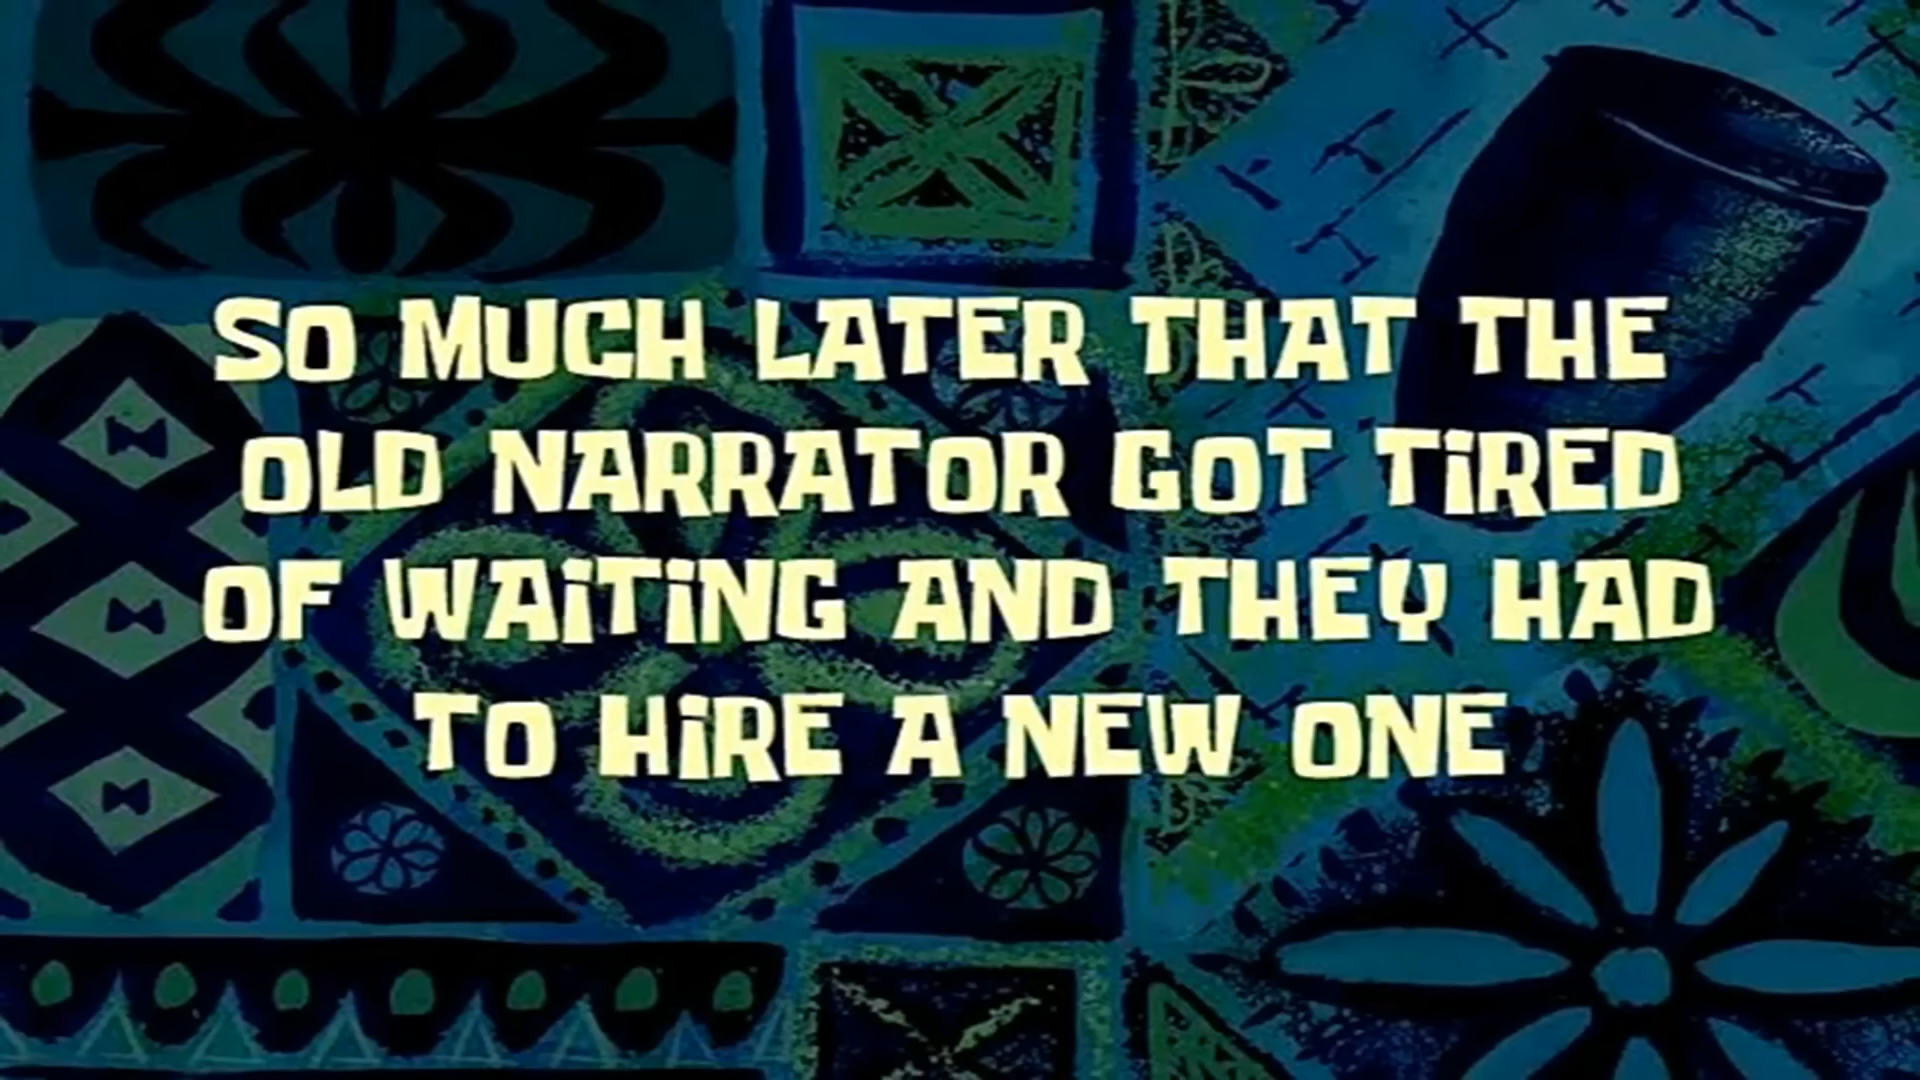 SO MUCH LATER THAT THE
OLD NARRATOR GOT TiRED
OF WAiTiNG AND THEY HAD
TO HiRE A NEW ONE